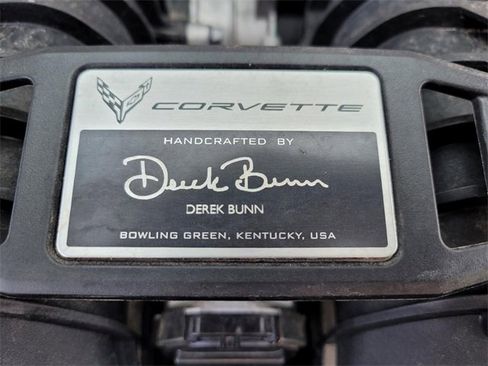 CORVETTE
HANDCRAFTED BY
Derek Bunn
DEREK BUNN
BOWLING GREEN, KENTUCKY, USA